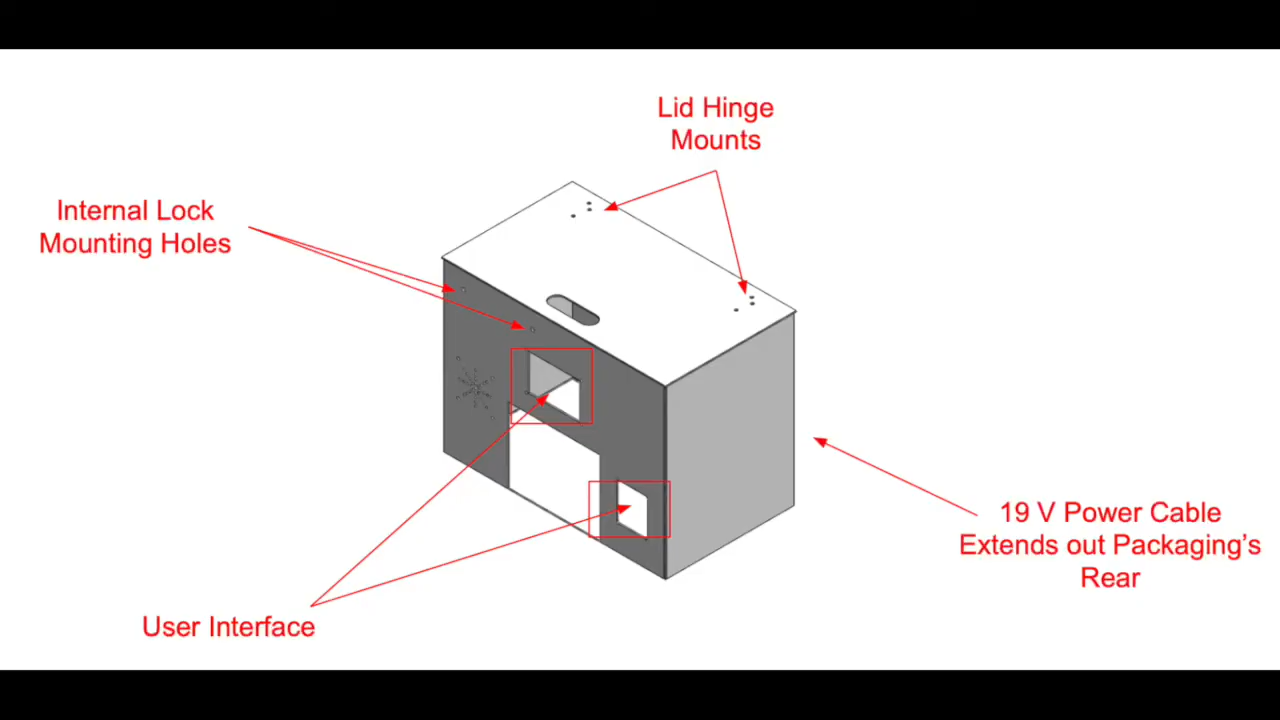 Lid Hinge
Mounts
Internal Lock
Mounting Holes
19 V Power Cable
Extends out Packaging's
Rear
User Interface